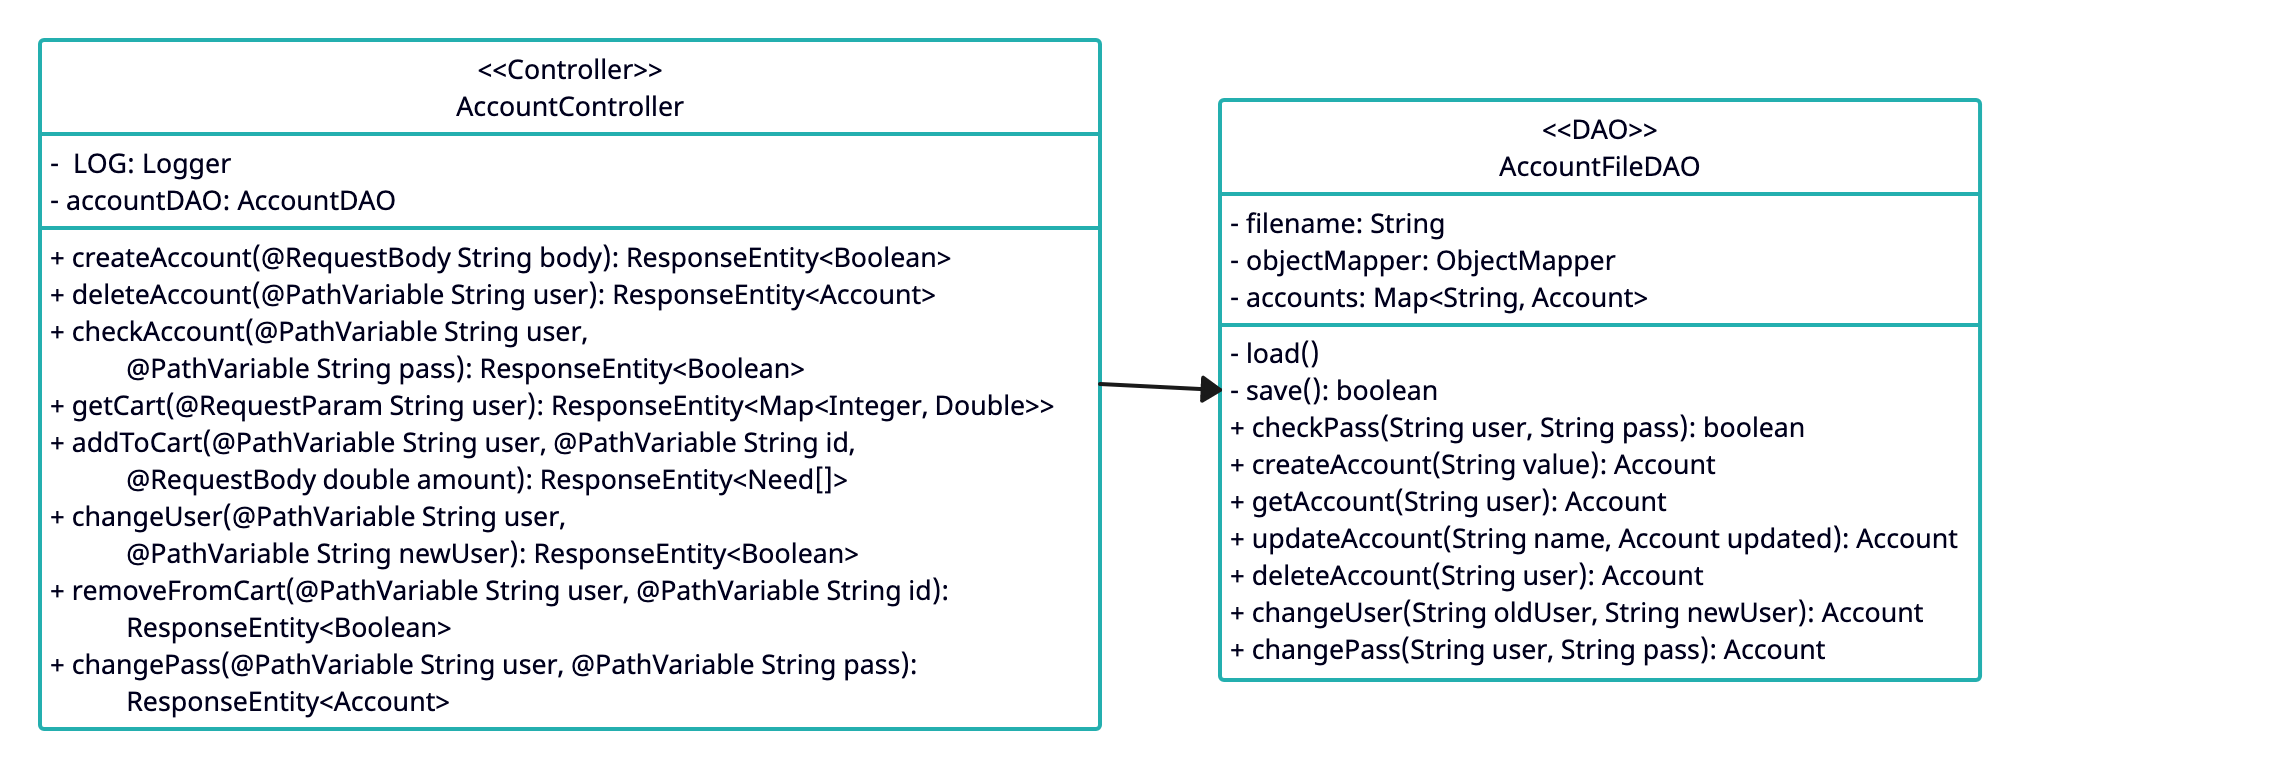 <<Controller>>
AccountController
- LOG: Logger
- accountDAO: AccountDAO
+ createAccount(@RequestBody String body): ResponseEntity<Boolean>
+ deleteAccount(@PathVariable String user): ResponseEntity<Account>
+ checkAccount(@PathVariable String user,
@PathVariable String pass): ResponseEntity<Boolean>
+ getCart(@RequestParam String user): ResponseEntity<Map<Integer, Double>>
+ addToCart(@PathVariable String user, @PathVariable String id,
@RequestBody double amount): ResponseEntity<Need[]>
+ changeUser(@PathVariable String user,
@PathVariable String newUser): ResponseEntity<Boolean>
+ removeFromCart(@PathVariable String user, @PathVariable String id):
ResponseEntity<Boolean>
+ changePass(@PathVariable String user, @PathVariable String pass):
ResponseEntity<Account>
<<DAO>>
AccountFileDAO
- filename: String
- objectMapper: ObjectMapper
- accounts: Map<String, Account>
- load()
- save(): boolean
+ checkPass(String user, String pass): boolean
+ createAccount(String value): Account
+ getAccount(String user): Account
+ updateAccount(String name, Account updated): Account
+ deleteAccount(String user): Account
+ changeUser(String oldUser, String newUser): Account
+ changePass(String user, String pass): Account